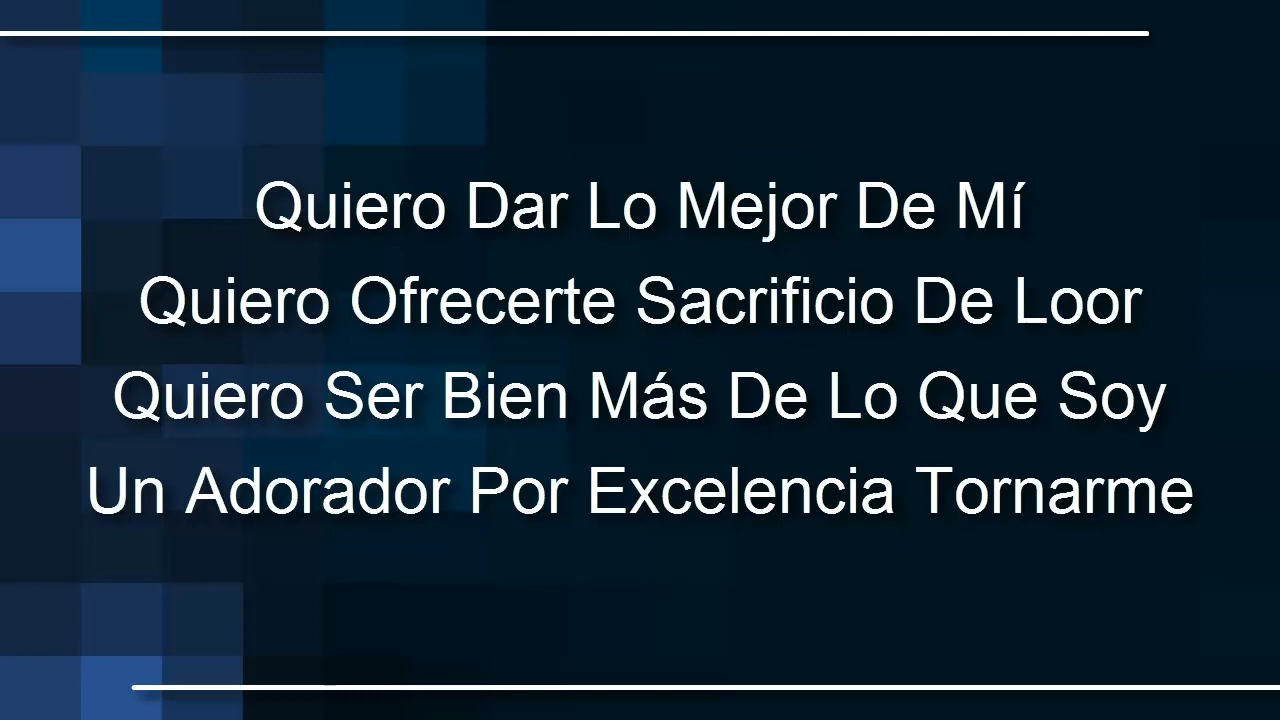 Quiero Dar Lo Mejor De Mí
Quiero Ofrecerte Sacrificio De Loor
Quiero Ser Bien Más De Lo Que Soy
Un Adorador Por Excelencia Tornarme